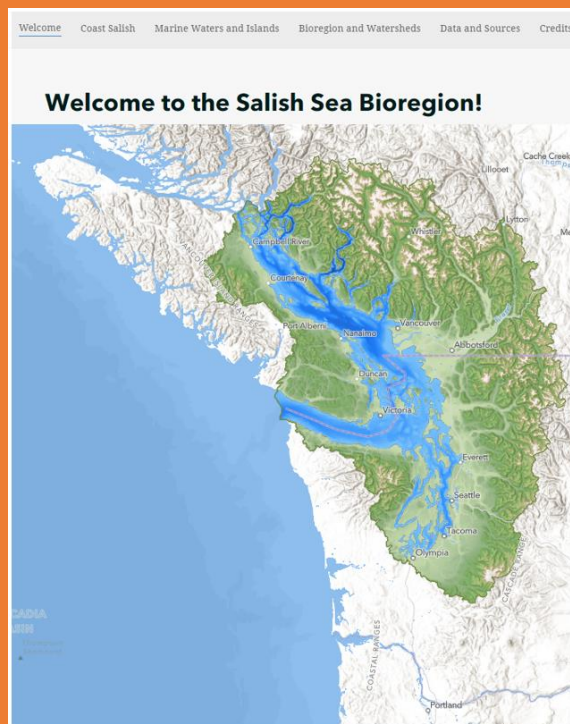 Welcome Coast Salish Marine Waters and Islands Bioregion and Watersheds Data and Sources Credits
Welcome to the Salish Sea Bioregion!
Cache Creek
Lillooet
Lytton
Whistler
Campbell River
Courtenay
Port Alberni
Nanaimo
Vancouver
Abbotsford
Duncan
Victoria
Everett
Seattle
Tacoma
Olympia
CASCADE RANGE
COASTAL RANGES
Portland